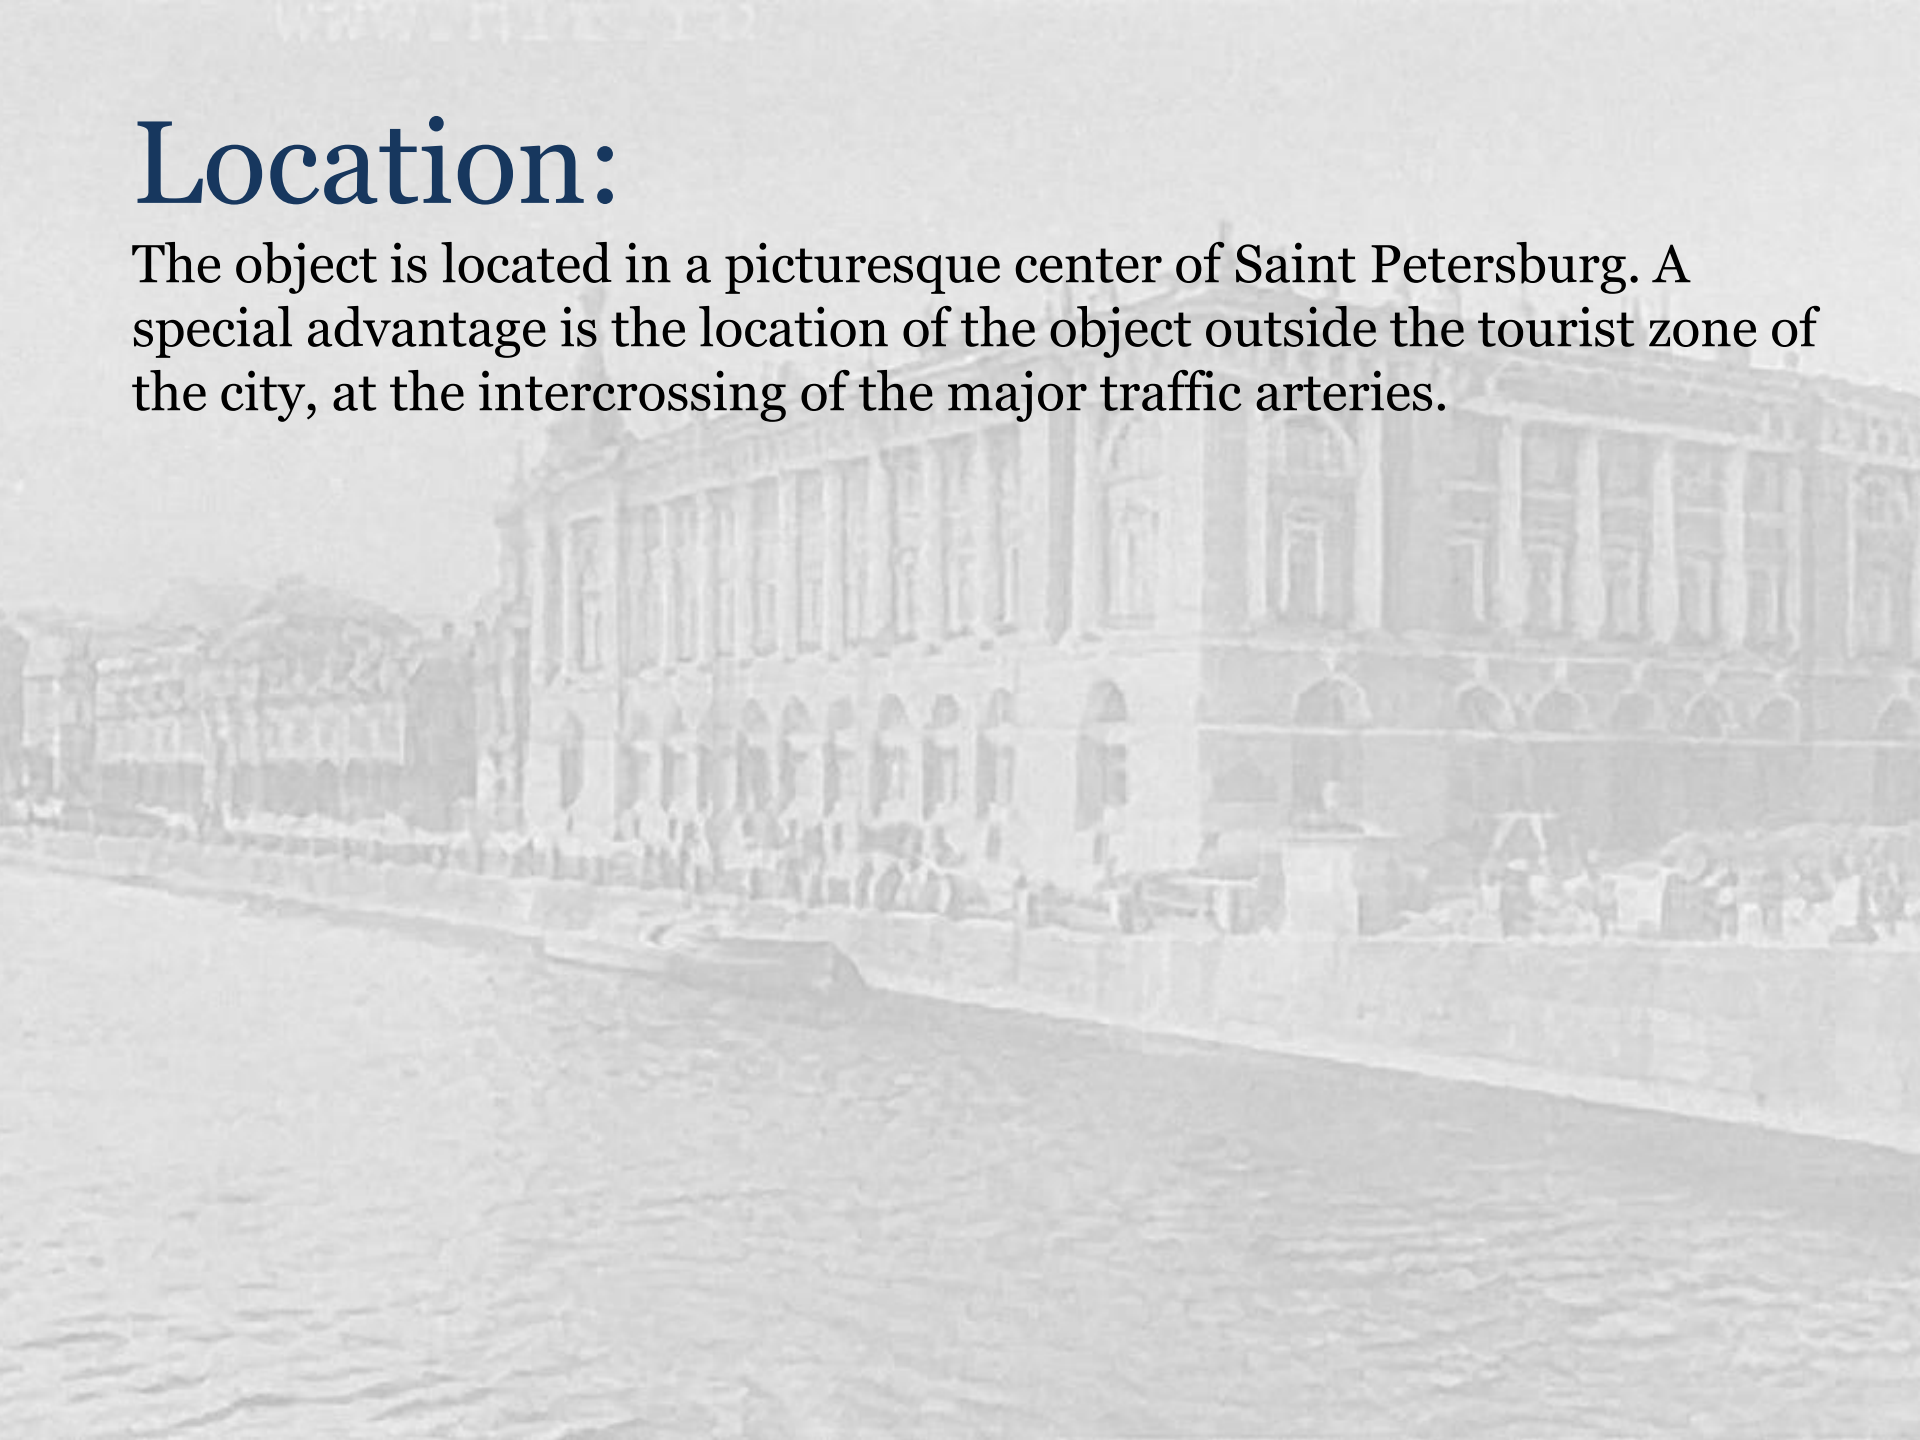 Location:
The object is located in a picturesque center of Saint Petersburg. A
special advantage is the location of the object outside the tourist zone of
the city, at the intercrossing of the major traffic arteries.